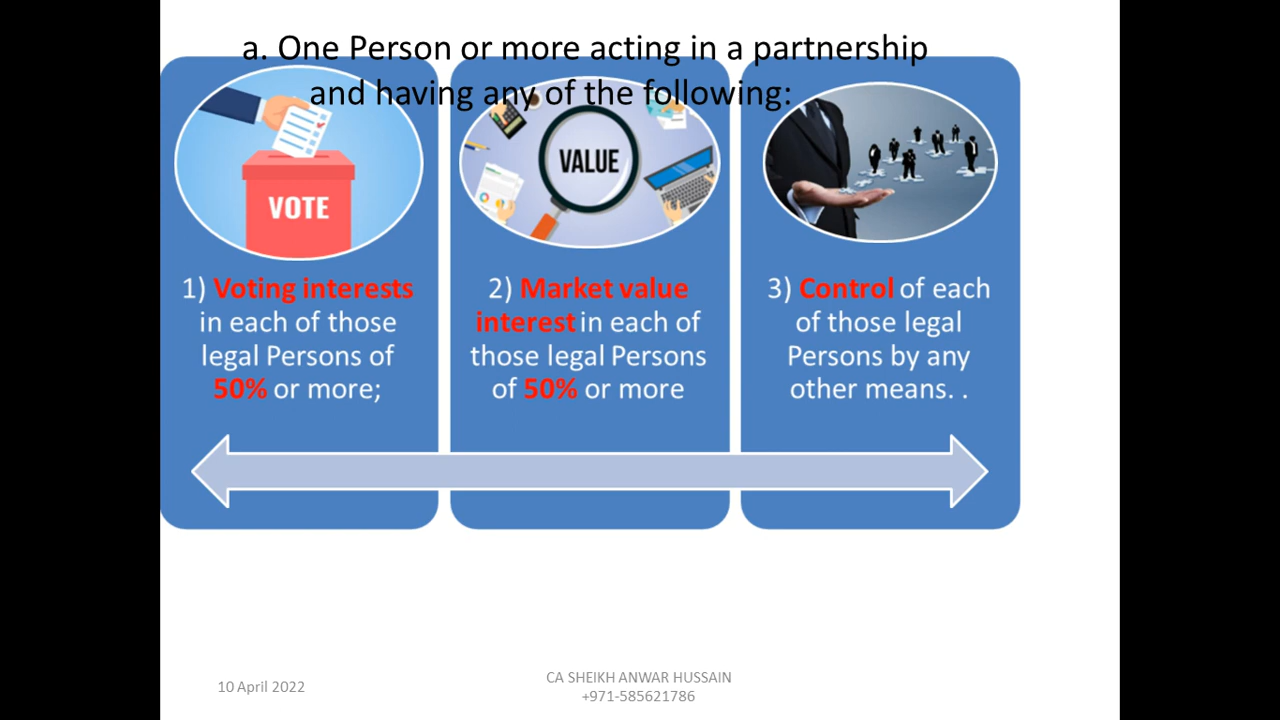 a. One Person or more acting in a partnership
and having any of the following:
VOTE
1) Voting interests
in each of those
legal Persons of
50% or more;
VALUE
2) Market value
interest in each of
those legal Persons
of 50% or more
3) Control of each
of those legal
Persons by any
other means. .
10 April 2022
CA SHEIKH ANWAR HUSSAIN
+971-585621786